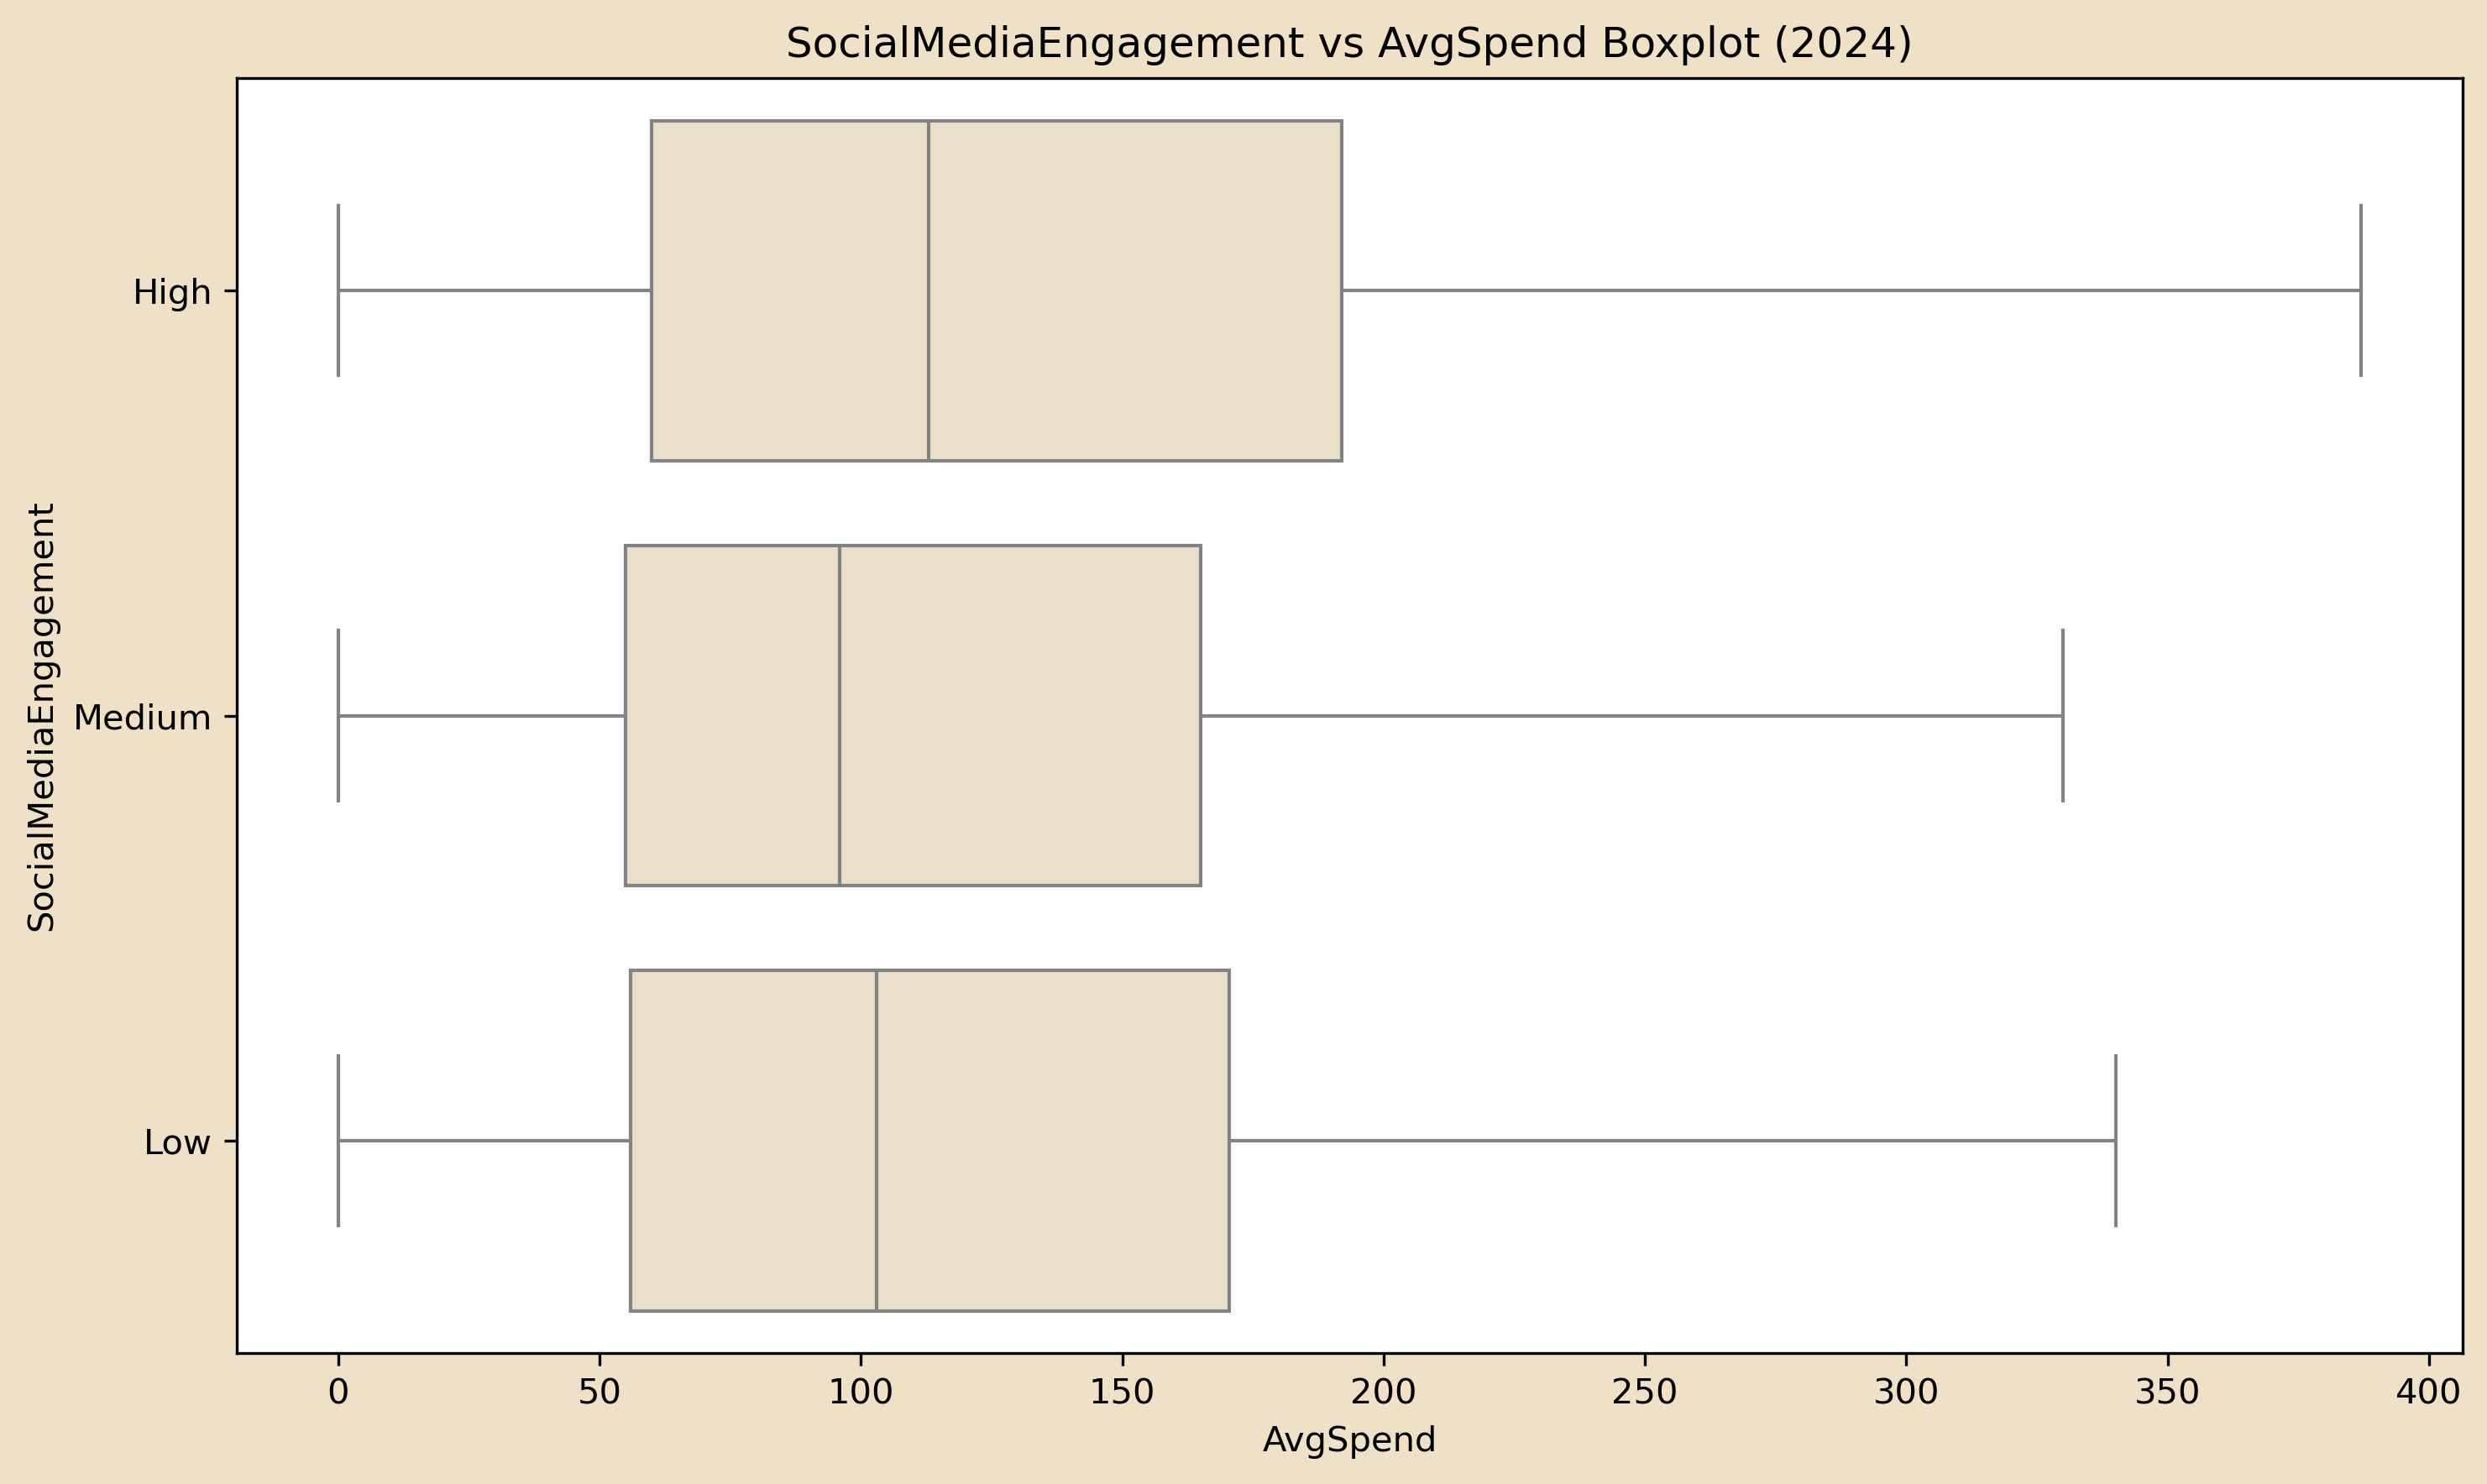 SocialMediaEngagement vs AvgSpend Boxplot (2024)
SocialMediaEngagement
High
Medium
Low
0 50 100 150 200 250 300 350 400
AvgSpend